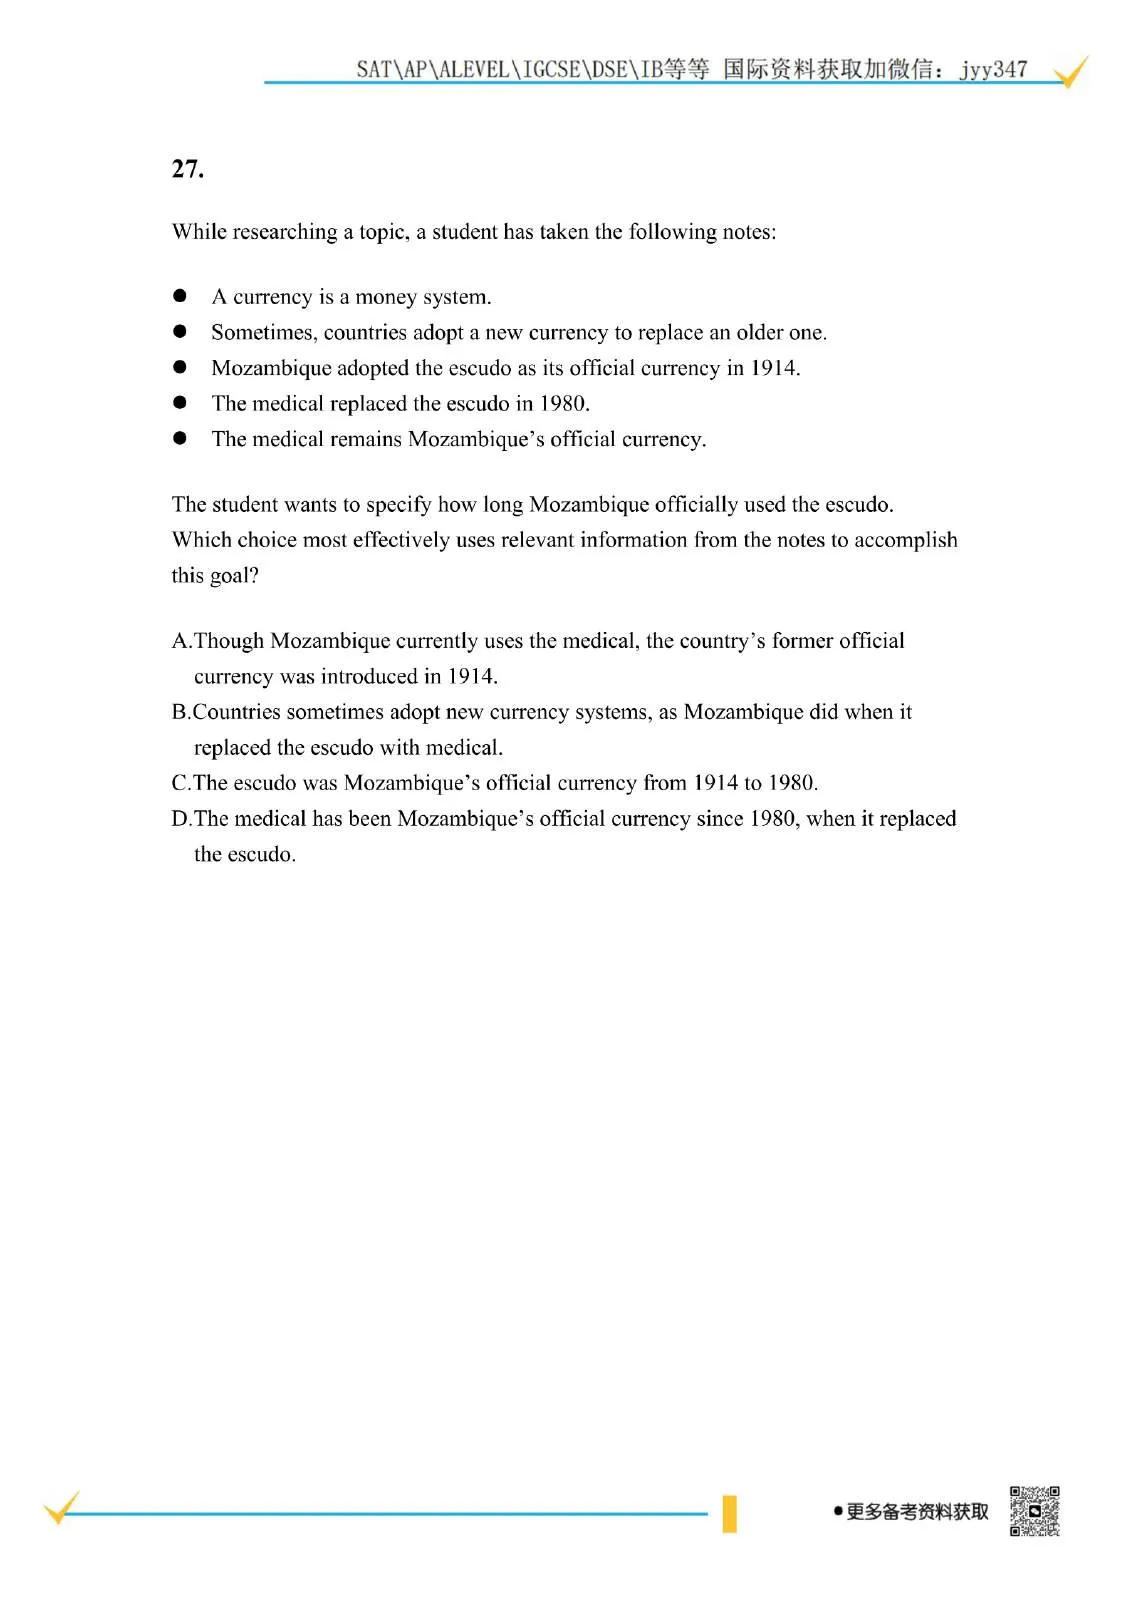 SAT\AP\ALEVEL\IGCSE\DSE\IB等等 国际资料获取加微信：jyy347
27.
While researching a topic, a student has taken the following notes:
● A currency is a money system.
● Sometimes, countries adopt a new currency to replace an older one.
● Mozambique adopted the escudo as its official currency in 1914.
● The medical replaced the escudo in 1980.
● The medical remains Mozambique's official currency.
The student wants to specify how long Mozambique officially used the escudo.
Which choice most effectively uses relevant information from the notes to accomplish
this goal?
A.Though Mozambique currently uses the medical, the country's former official
currency was introduced in 1914.
B.Countries sometimes adopt new currency systems, as Mozambique did when it
replaced the escudo with medical.
C.The escudo was Mozambique's official currency from 1914 to 1980.
D.The medical has been Mozambique's official currency since 1980, when it replaced
the escudo.
●更多备考资料获取